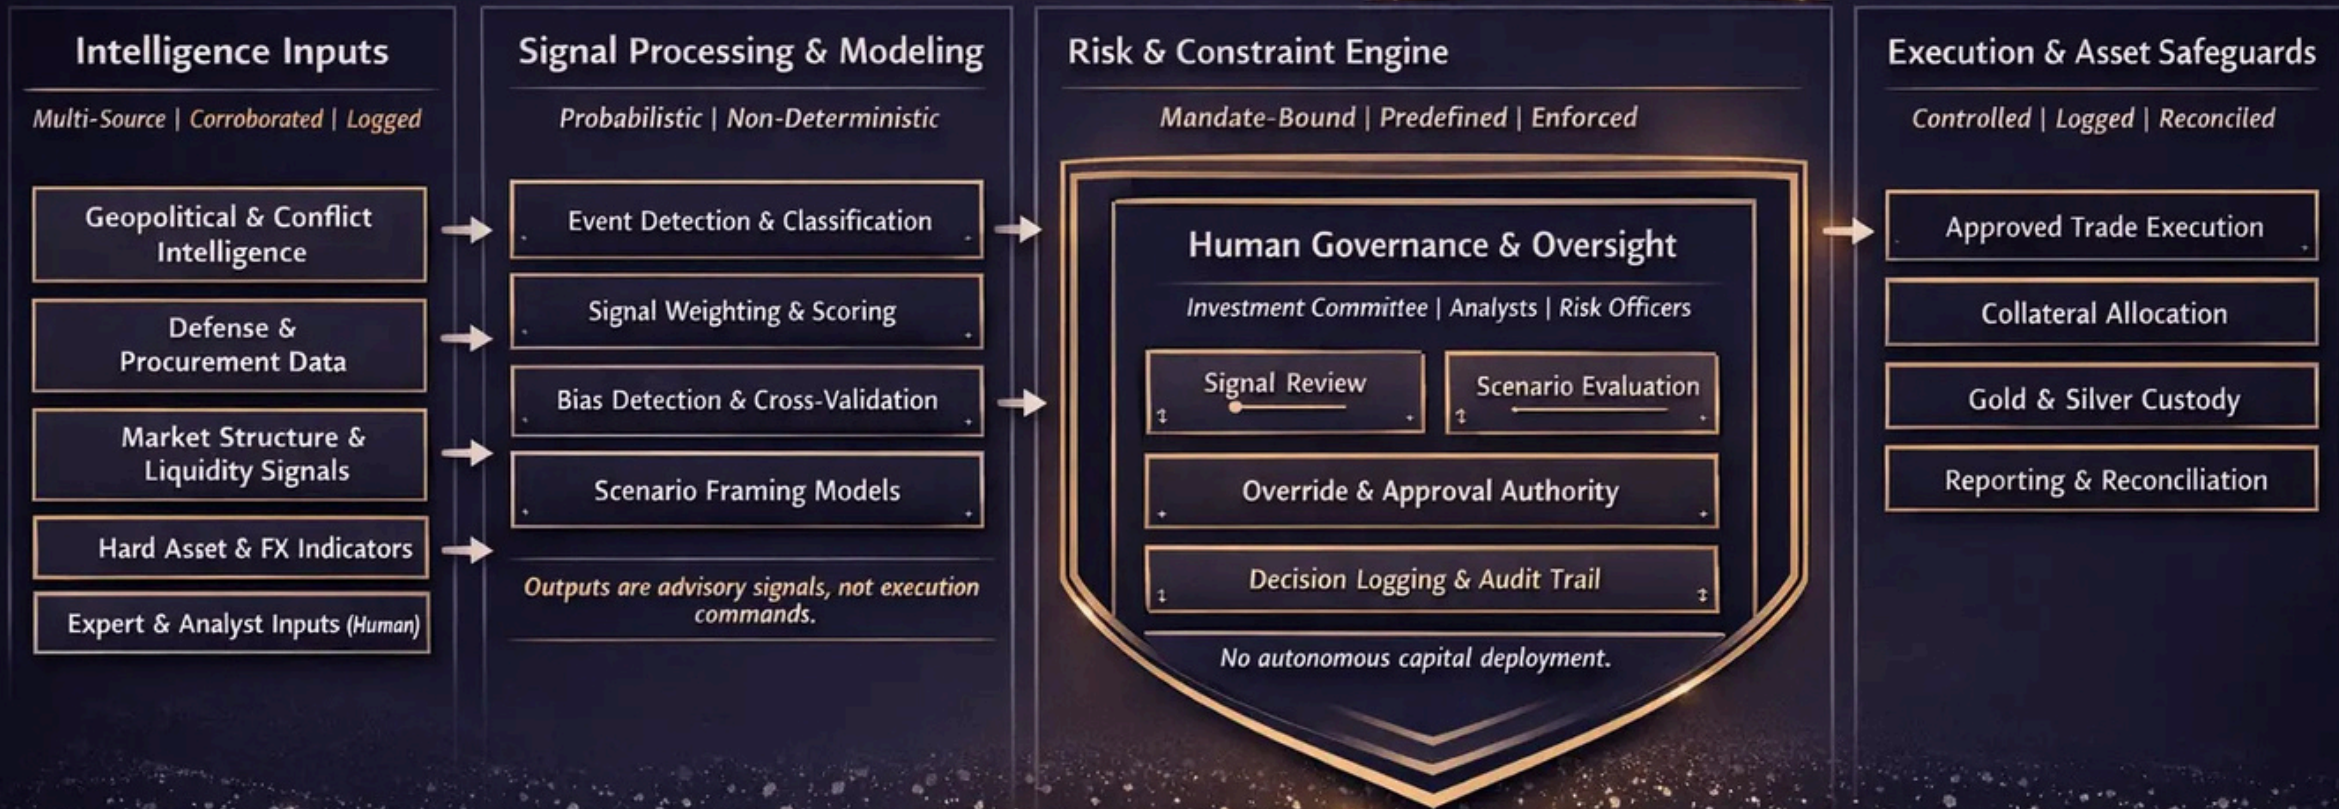 Intelligence Inputs
Multi-Source | Corroborated | Logged
Geopolitical & Conflict
Intelligence
Defense &
Procurement Data
Market Structure &
Liquidity Signals
Hard Asset & FX Indicators
Expert & Analyst Inputs (Human)
Signal Processing & Modeling
Probabilistic | Non-Deterministic
Event Detection & Classification
Signal Weighting & Scoring
Bias Detection & Cross-Validation
Scenario Framing Models
Outputs are advisory signals, not execution
commands.
Risk & Constraint Engine
Mandate-Bound | Predefined | Enforced
Human Governance & Oversight
Investment Committee | Analysts | Risk Officers
Signal Review
Scenario Evaluation
Override & Approval Authority
Decision Logging & Audit Trail
No autonomous capital deployment.
Execution & Asset Safeguards
Controlled | Logged | Reconciled
Approved Trade Execution
Collateral Allocation
Gold & Silver Custody
Reporting & Reconciliation